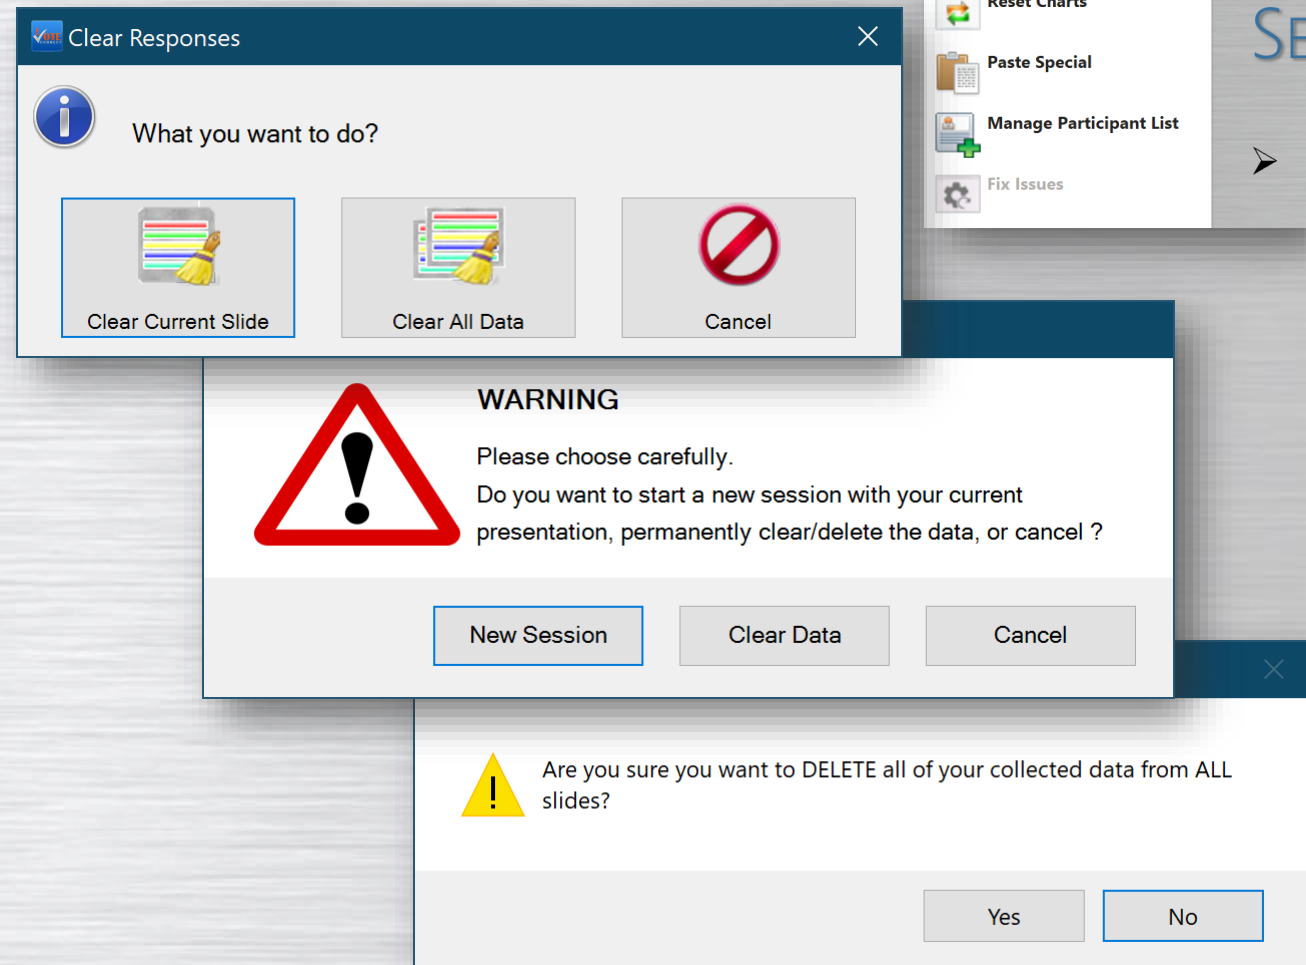 Clear Responses
What you want to do?
Clear Current Slide
Clear All Data
Cancel
Reset Charts
Paste Special
Manage Participant List
Fix Issues
WARNING
Please choose carefully.
Do you want to start a new session with your current
presentation, permanently clear/delete the data, or cancel ?
New Session
Clear Data
Cancel
Are you sure you want to DELETE all of your collected data from ALL
slides?
Yes
No